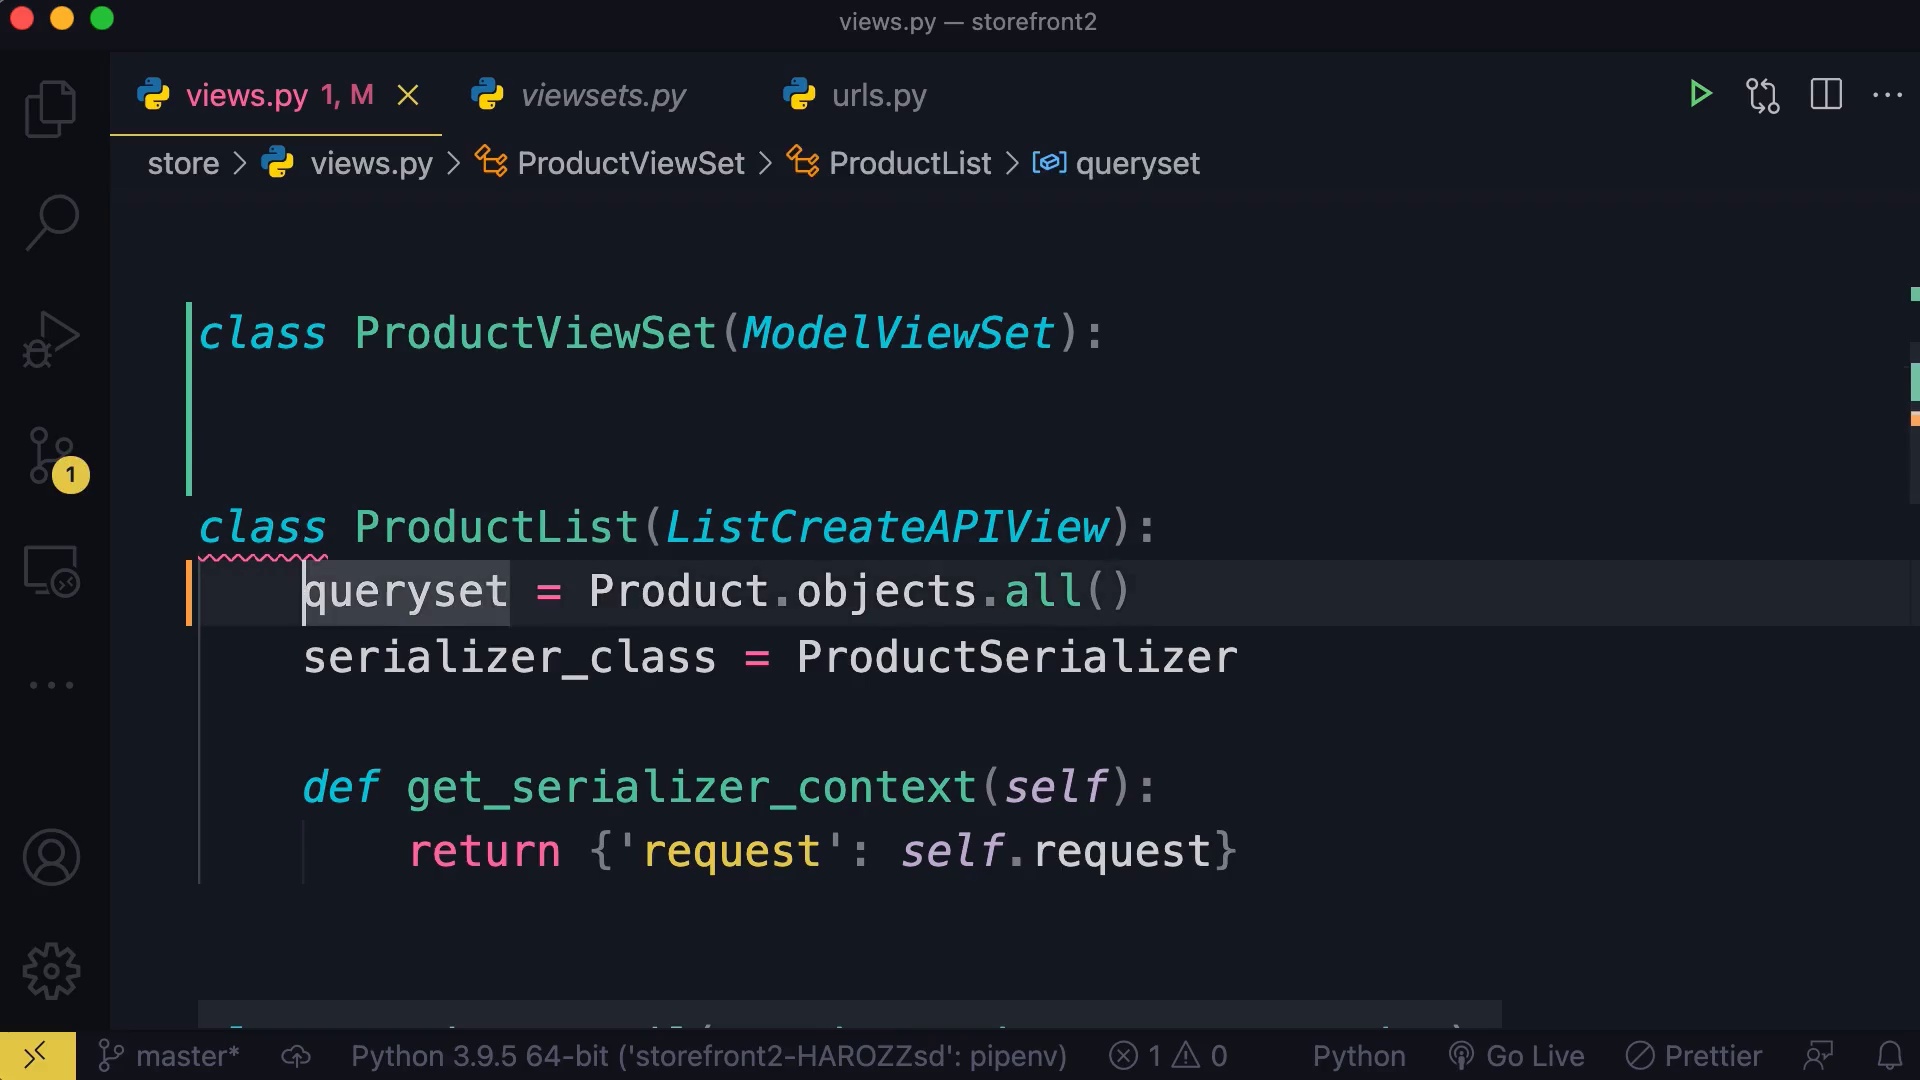 views.py — storefront2
views.py 1, M
viewsets.py
urls.py
store > views.py > ProductViewSet > ProductList > queryset
class ProductViewSet(ModelViewSet):
class ProductList(ListCreateAPIView):
queryset = Product.objects.all()
serializer_class = ProductSerializer
def get_serializer_context(self):
return {'request': self.request}
1
master* Python 3.9.5 64-bit ('storefront2-HAROZZsd': pipenv) 1 0 Python Go Live Prettier